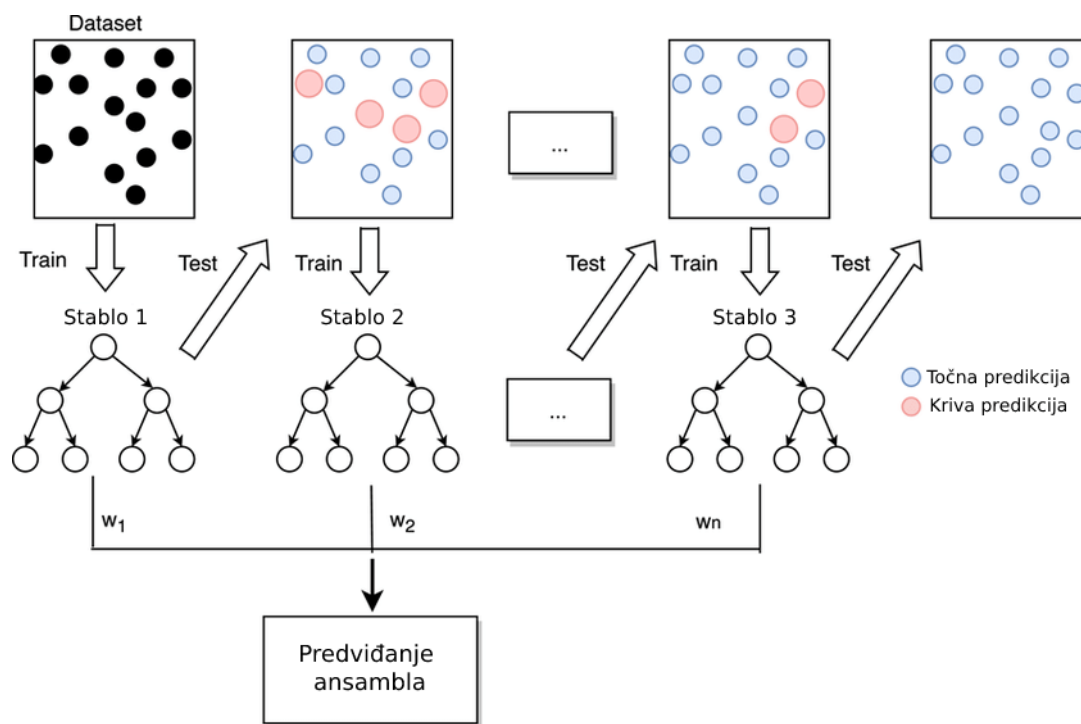 Dataset
...
Train
Test
Train
Test
Train
Test
Stablo 1
Stablo 2
Stablo 3
...
Točna predikcija
Kriva predikcija
w1
w2
wn
Predviđanje
ansambla